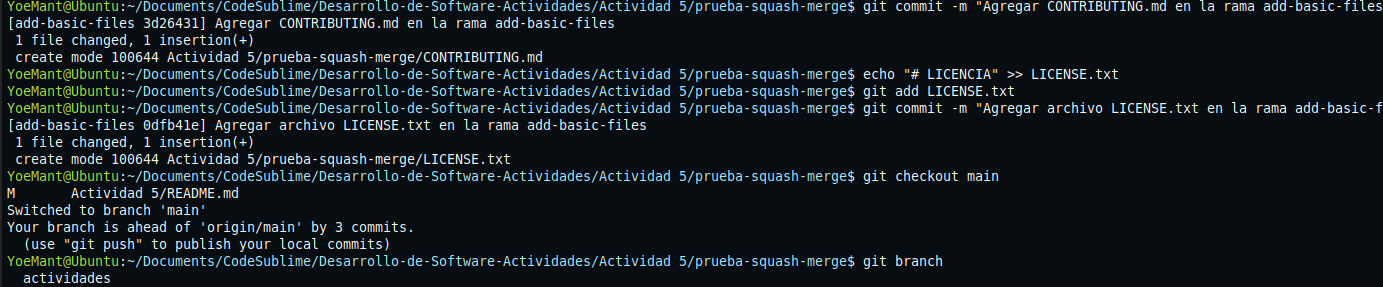 YoeMant@Ubuntu:~/Documents/CodeSublime/Desarrollo-de-Software-Actividades/Actividad 5/prueba-squash-merge$ git commit -m "Agregar CONTRIBUTING.md en la rama add-basic-files
[add-basic-files 3d26431] Agregar CONTRIBUTING.md en la rama add-basic-files
 1 file changed, 1 insertion(+)
 create mode 100644 Actividad 5/prueba-squash-merge/CONTRIBUTING.md
YoeMant@Ubuntu:~/Documents/CodeSublime/Desarrollo-de-Software-Actividades/Actividad 5/prueba-squash-merge$ echo "# LICENCIA" >> LICENSE.txt
YoeMant@Ubuntu:~/Documents/CodeSublime/Desarrollo-de-Software-Actividades/Actividad 5/prueba-squash-merge$ git add LICENSE.txt
YoeMant@Ubuntu:~/Documents/CodeSublime/Desarrollo-de-Software-Actividades/Actividad 5/prueba-squash-merge$ git commit -m "Agregar archivo LICENSE.txt en la rama add-basic-f
[add-basic-files 0dfb41e] Agregar archivo LICENSE.txt en la rama add-basic-files
 1 file changed, 1 insertion(+)
 create mode 100644 Actividad 5/prueba-squash-merge/LICENSE.txt
YoeMant@Ubuntu:~/Documents/CodeSublime/Desarrollo-de-Software-Actividades/Actividad 5/prueba-squash-merge$ git checkout main
M       Actividad 5/README.md
Switched to branch 'main'
Your branch is ahead of 'origin/main' by 3 commits.
  (use "git push" to publish your local commits)
YoeMant@Ubuntu:~/Documents/CodeSublime/Desarrollo-de-Software-Actividades/Actividad 5/prueba-squash-merge$ git branch
  actividades